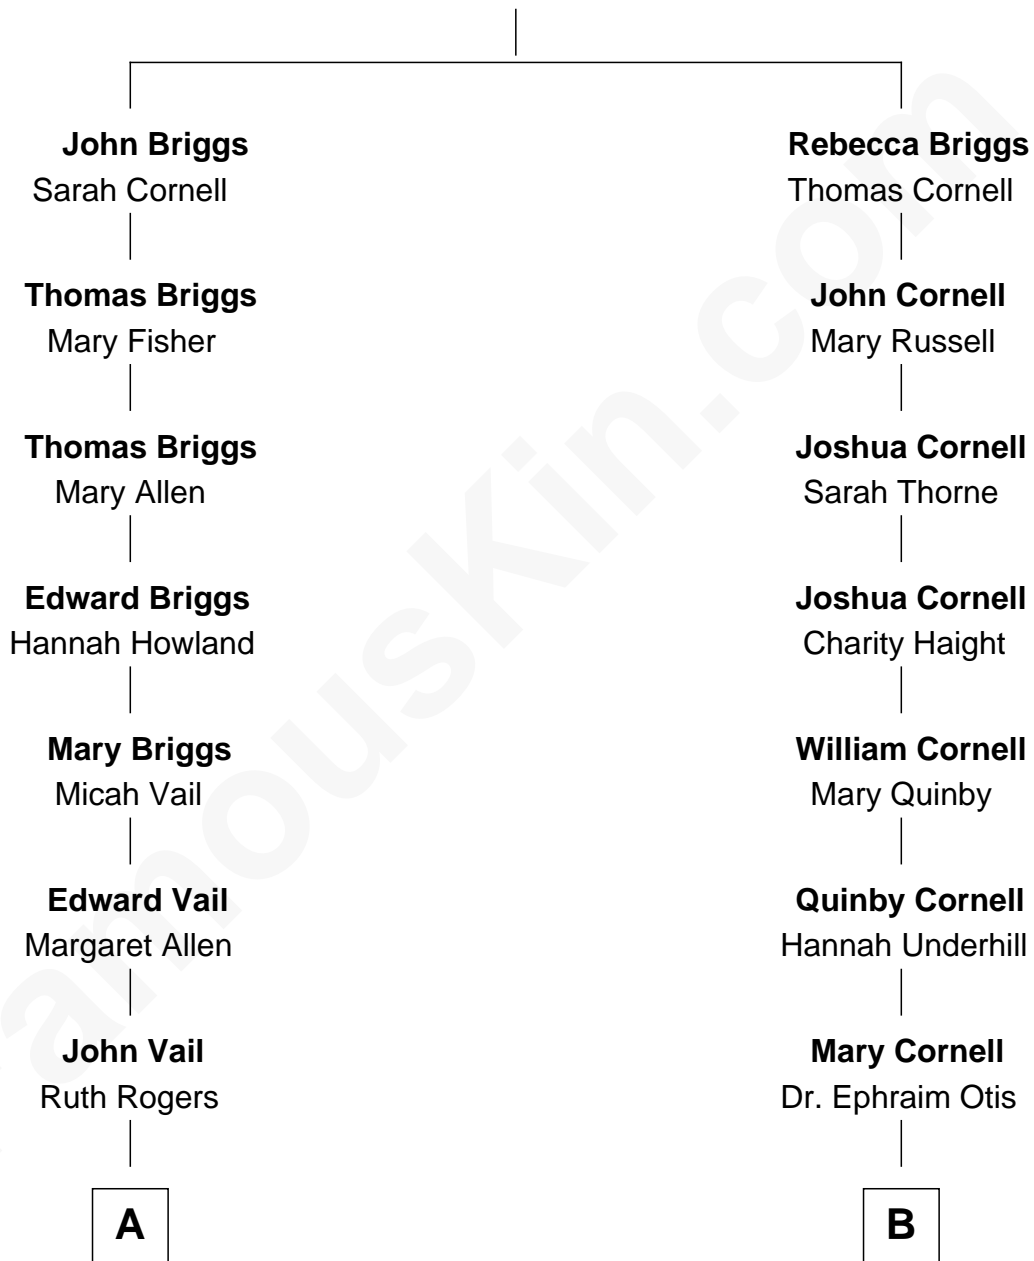 John Briggs
Sarah Cornell
Rebecca Briggs
Thomas Cornell
Thomas Briggs
Mary Fisher
John Cornell
Mary Russell
Thomas Briggs
Mary Allen
Joshua Cornell
Sarah Thorne
Edward Briggs
Hannah Howland
Joshua Cornell
Charity Haight
Mary Briggs
Micah Vail
William Cornell
Mary Quinby
Edward Vail
Margaret Allen
Quinby Cornell
Hannah Underhill
John Vail
Ruth Rogers
Mary Cornell
Dr. Ephraim Otis
A
B
amouskin.com